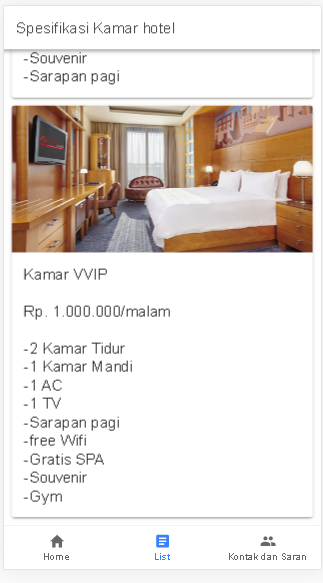 Spesifikasi Kamar hotel
-Souvenir
-Sarapan pagi
Kamar VVIP
Rp. 1.000.000/malam
-2 Kamar Tidur
-1 Kamar Mandi
-1 AC
-1 TV
-Sarapan pagi
-free Wifi
-Gratis SPA
-Souvenir
-Gym
Home
List
Kontak dan Saran